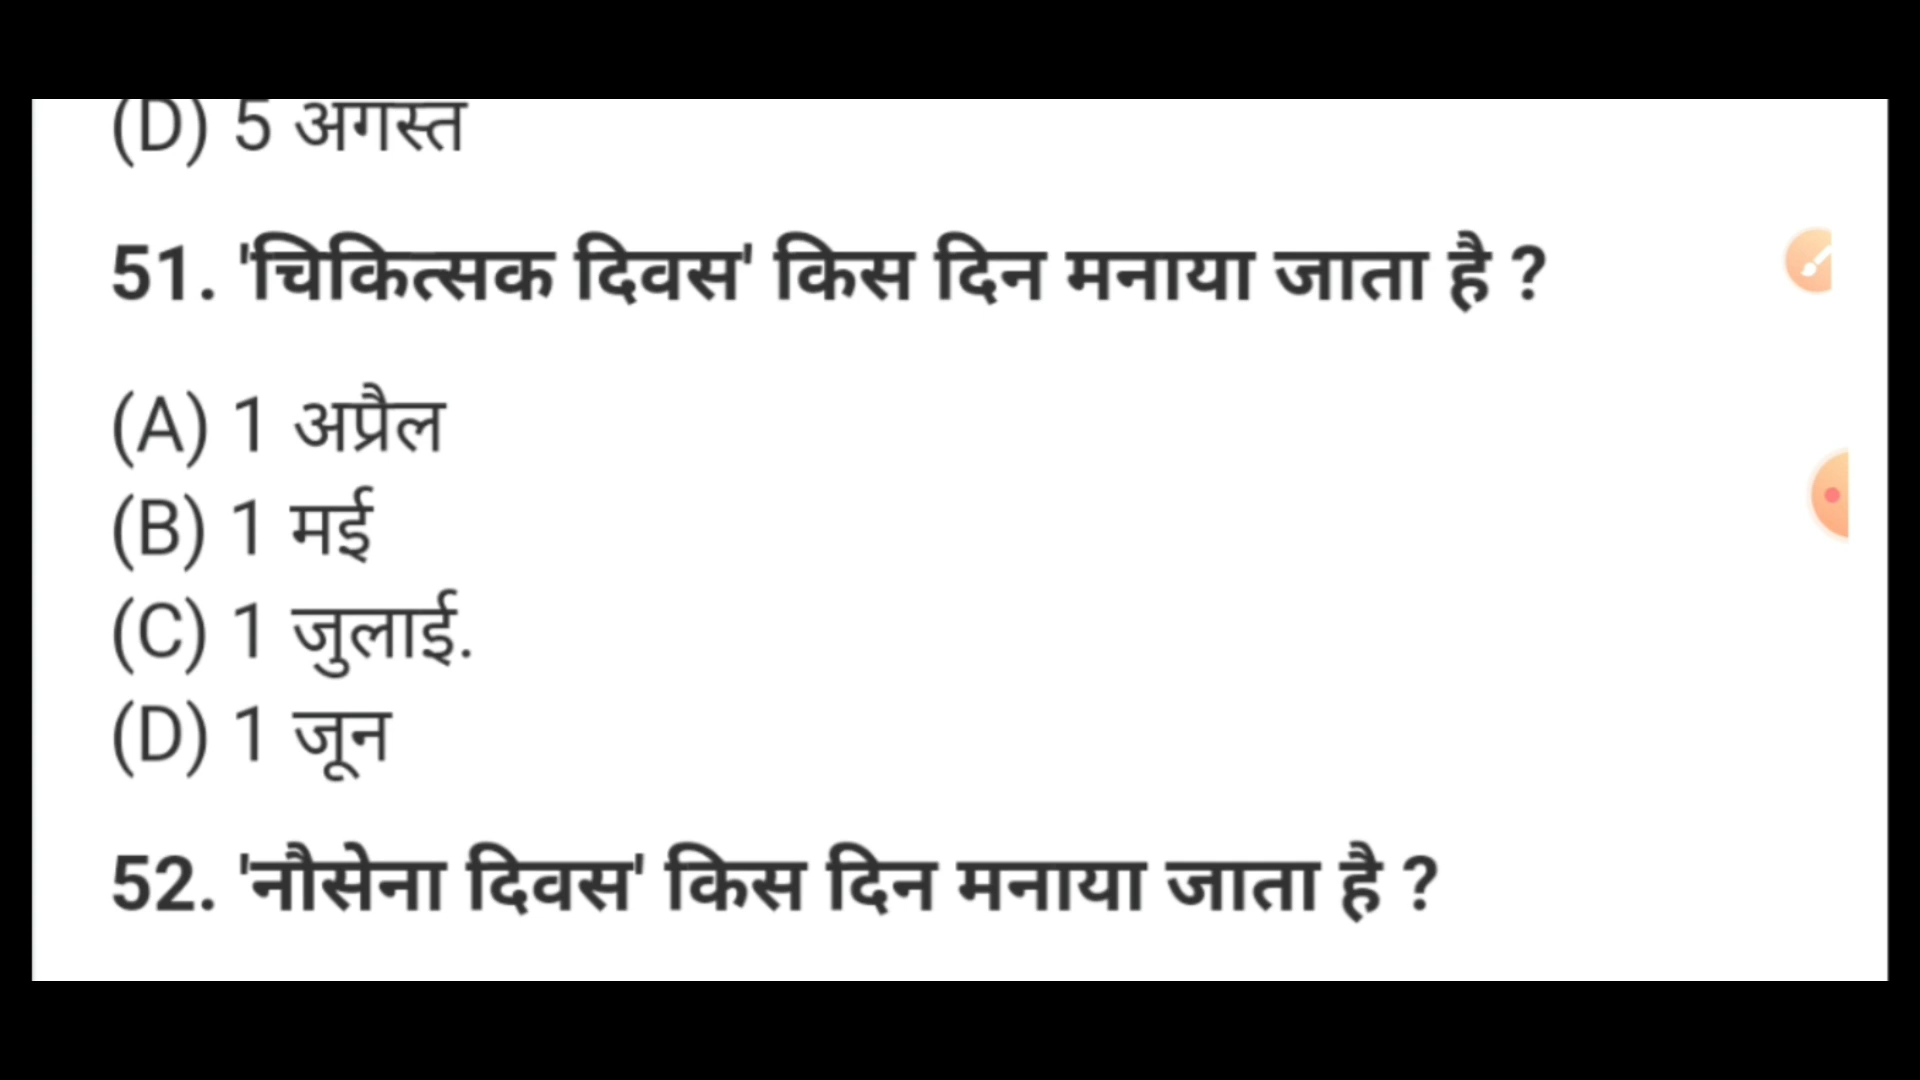 (D) 5 अगस्त
51. 'चिकित्सक दिवस' किस दिन मनाया जाता है ?
(A) 1 अप्रैल
(B) 1 मई
(C) 1 जुलाई.
(D) 1 जून
52. 'नौसेना दिवस' किस दिन मनाया जाता है ?